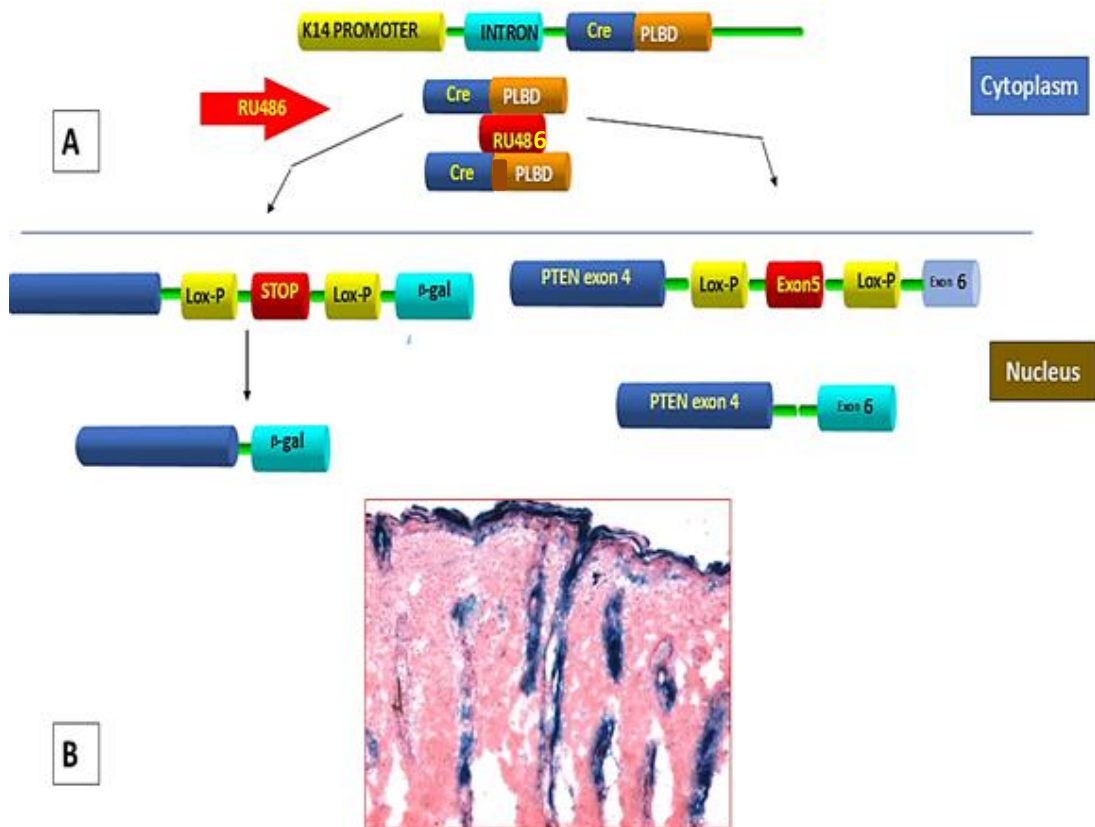 K14 PROMOTER INTRON Cre PLBD
Cytoplasm
Cre PLBD
RU486
A
RU486
Cre PLBD
Lox-P STOP Lox-P β-gal
PTEN exon 4 Lox-P Exon5 Lox-P Exon 6
Nucleus
PTEN exon 4 Exon 6
β-gal
B